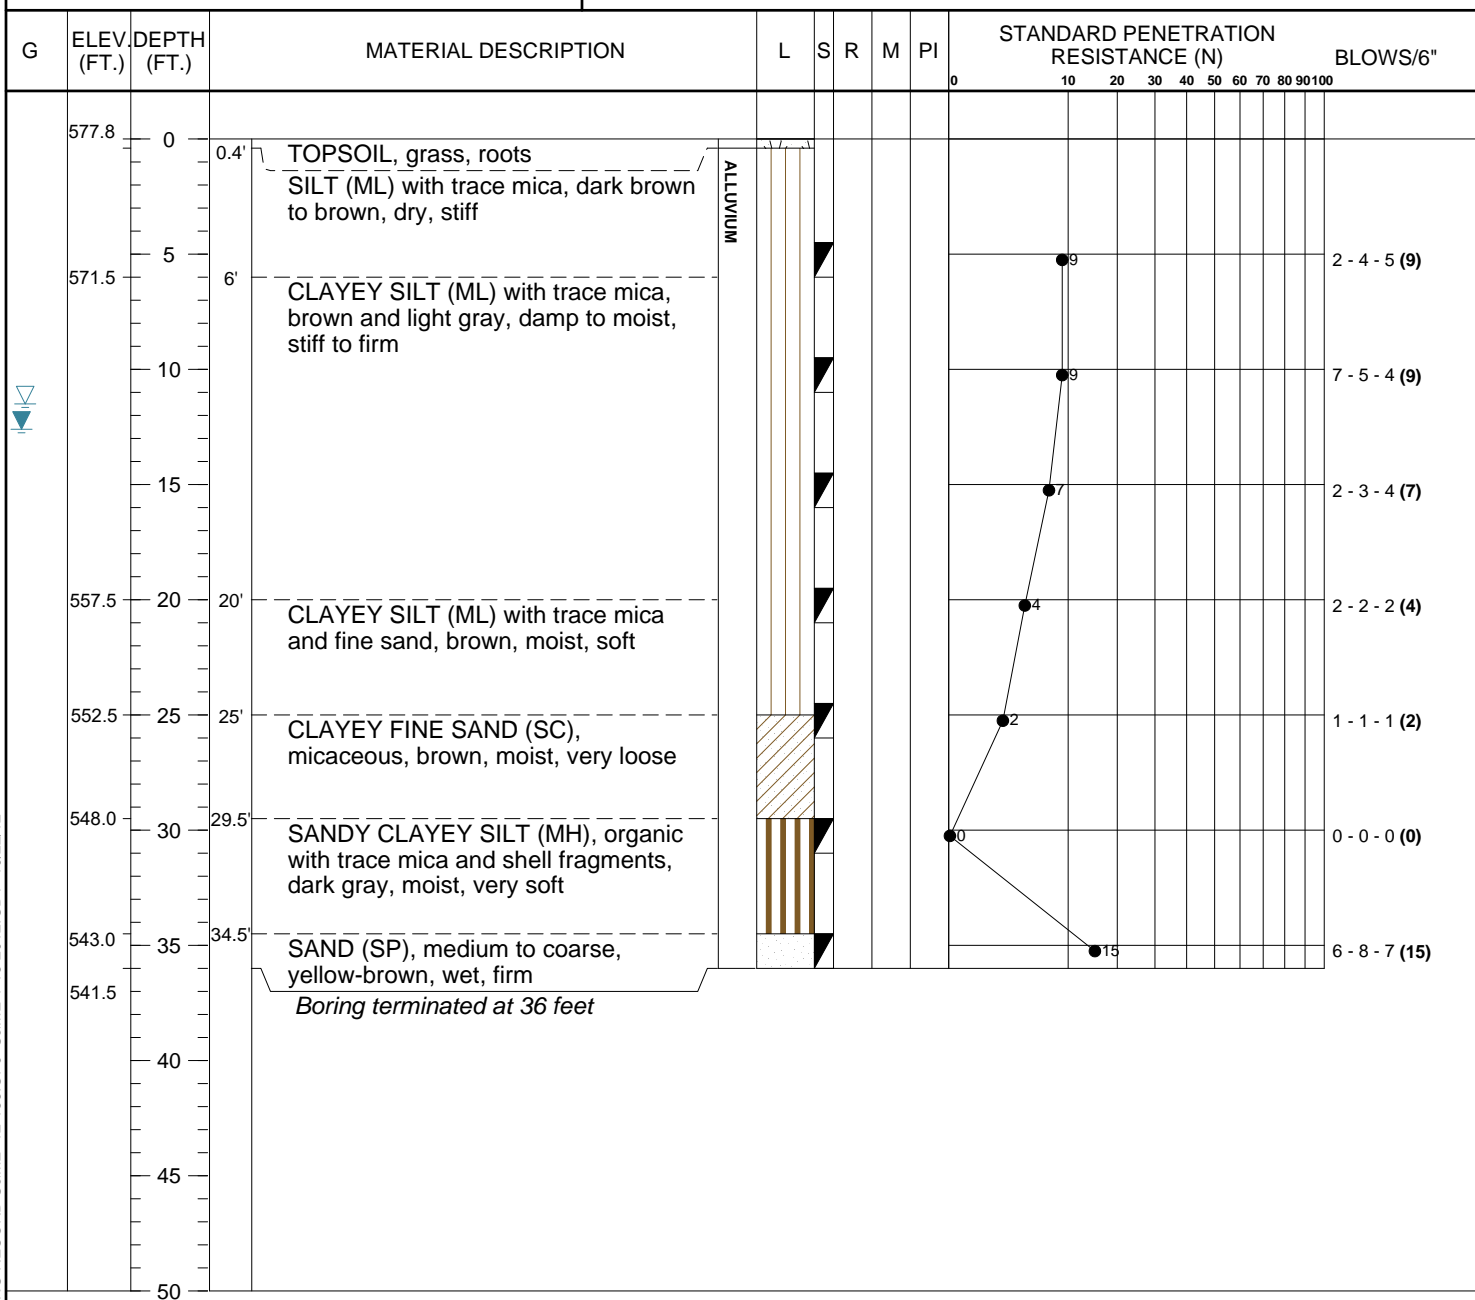 G
ELEV. (FT.)
DEPTH (FT.)
MATERIAL DESCRIPTION
L
S
R
M
PI
STANDARD PENETRATION
RESISTANCE (N)
0 10 20 30 40 50 60 70 80 90 100
BLOWS/6"
577.8
0
0.4'
TOPSOIL, grass, roots
SILT (ML) with trace mica, dark brown
to brown, dry, stiff
ALLUVIUM
5
9
2 - 4 - 5 (9)
571.5
6'
CLAYEY SILT (ML) with trace mica,
brown and light gray, damp to moist,
stiff to firm
10
9
7 - 5 - 4 (9)
15
7
2 - 3 - 4 (7)
557.5
20
20'
CLAYEY SILT (ML) with trace mica
and fine sand, brown, moist, soft
4
2 - 2 - 2 (4)
552.5
25
25'
CLAYEY FINE SAND (SC),
micaceous, brown, moist, very loose
2
1 - 1 - 1 (2)
548.0
29.5'
30
SANDY CLAYEY SILT (MH), organic
with trace mica and shell fragments,
dark gray, moist, very soft
0
0 - 0 - 0 (0)
543.0
34.5'
35
SAND (SP), medium to coarse,
yellow-brown, wet, firm
15
6 - 8 - 7 (15)
541.5
Boring terminated at 36 feet
40
45
50